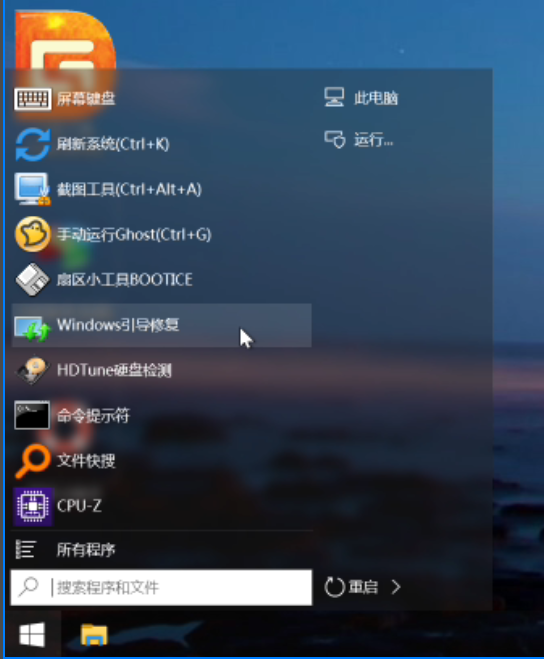 屏幕键盘
此电脑
刷新系统(Ctrl+K)
运行...
截图工具(Ctrl+Alt+A)
手动运行Ghost(Ctrl+G)
扇区小工具BOOTICE
Windows引导修复
HDTune硬盘检测
命令提示符
文件快搜
CPU-Z
所有程序
搜索程序和文件
重启